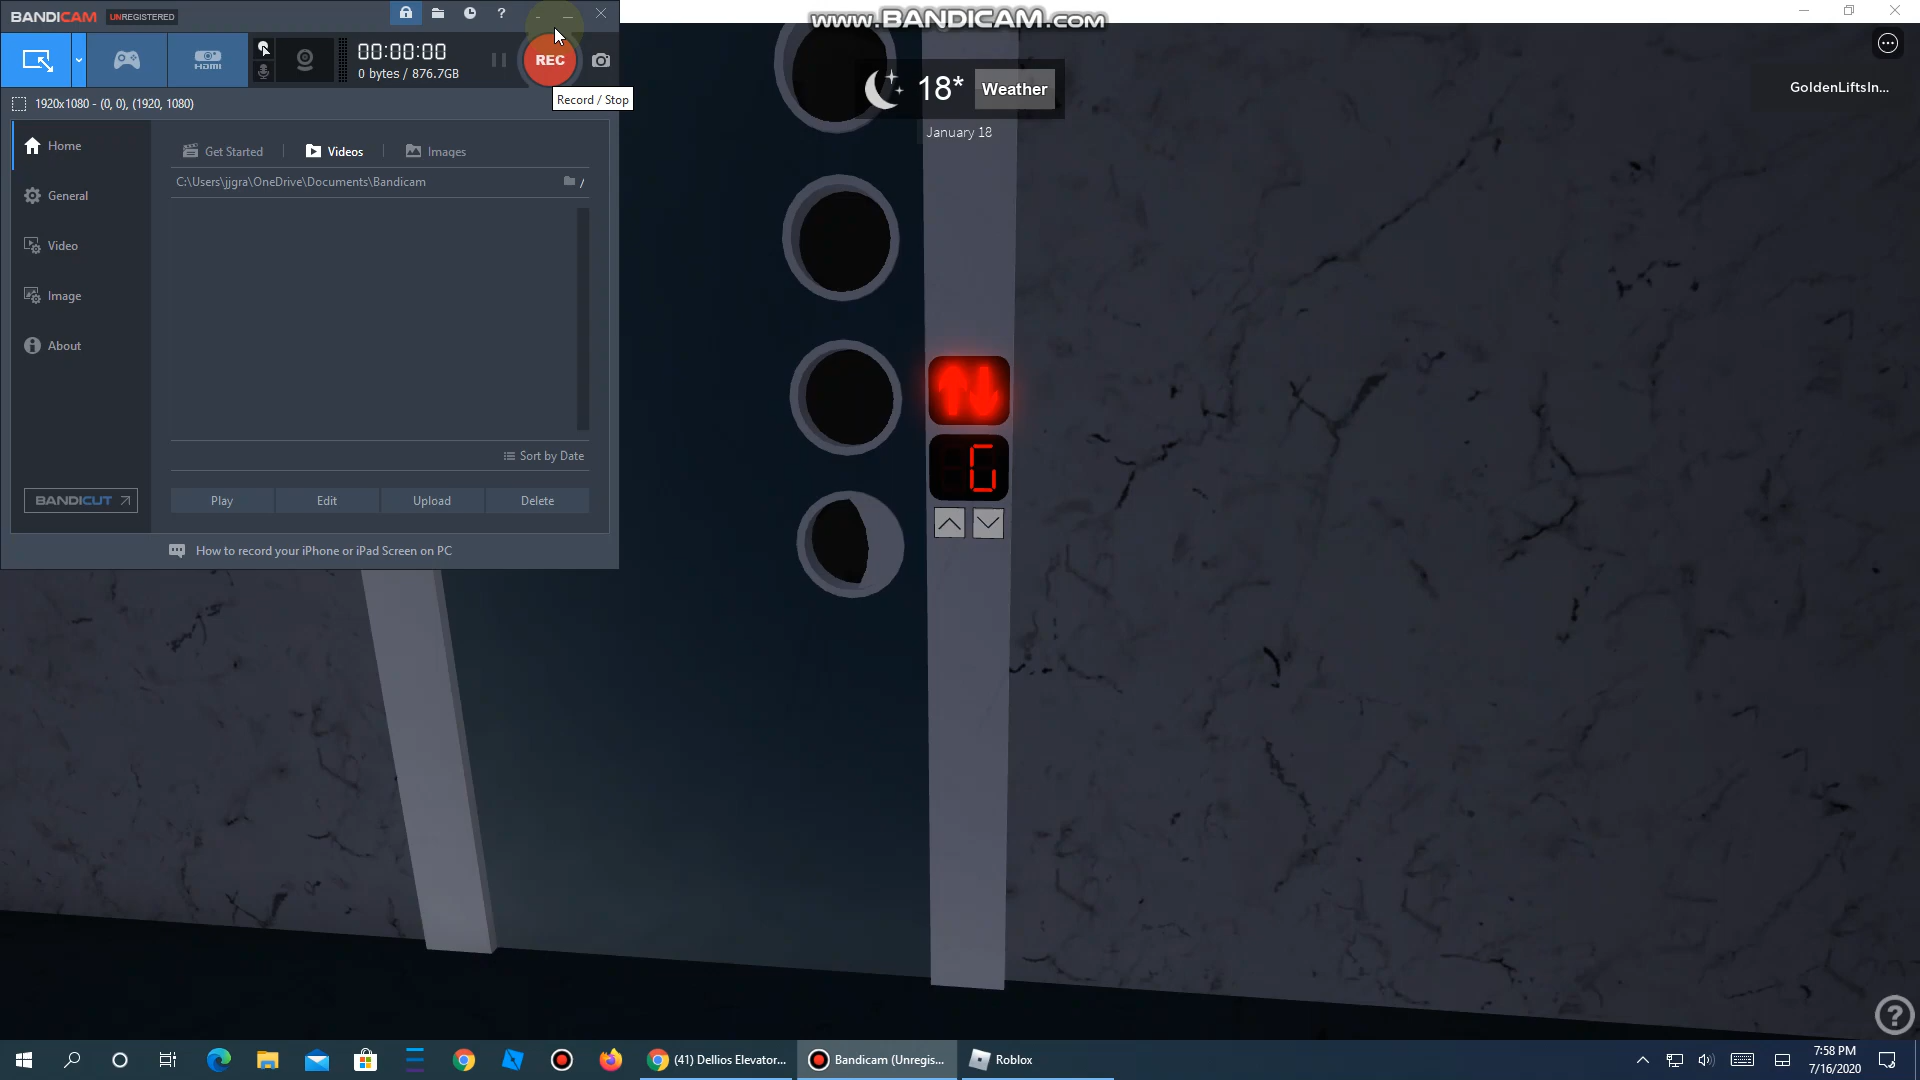 BANDICAM UNREGISTERED
www.BANDICAM.com
?
00:00:00
0 bytes / 876.7GB
REC
HDMI
Record / Stop
1920x1080 - (0, 0), (1920, 1080)
18* Weather
January 18
GoldenLiftsIn...
Home
General
Video
Image
About
Get Started
Videos
Images
C:\Users\jjgra\OneDrive\Documents\Bandicam
/
Sort by Date
BANDICUT
Play
Edit
Upload
Delete
How to record your iPhone or iPad Screen on PC
G
?
(41) Dellios Elevator...
Bandicam (Unregis...
Roblox
7:58 PM
7/16/2020